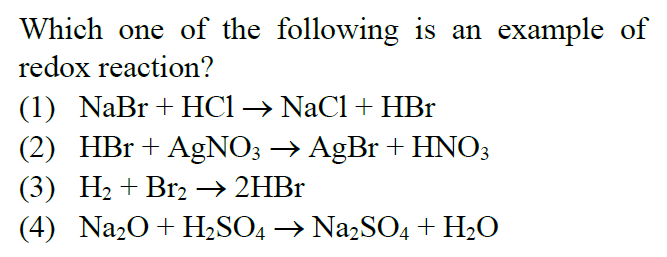 Which one of the following is an example of
redox reaction?
(1) NaBr + HCl → NaCl + HBr
(2) HBr + AgNO₃ → AgBr + HNO₃
(3) H₂ + Br₂ → 2HBr
(4) Na₂O + H₂SO₄ → Na₂SO₄ + H₂O